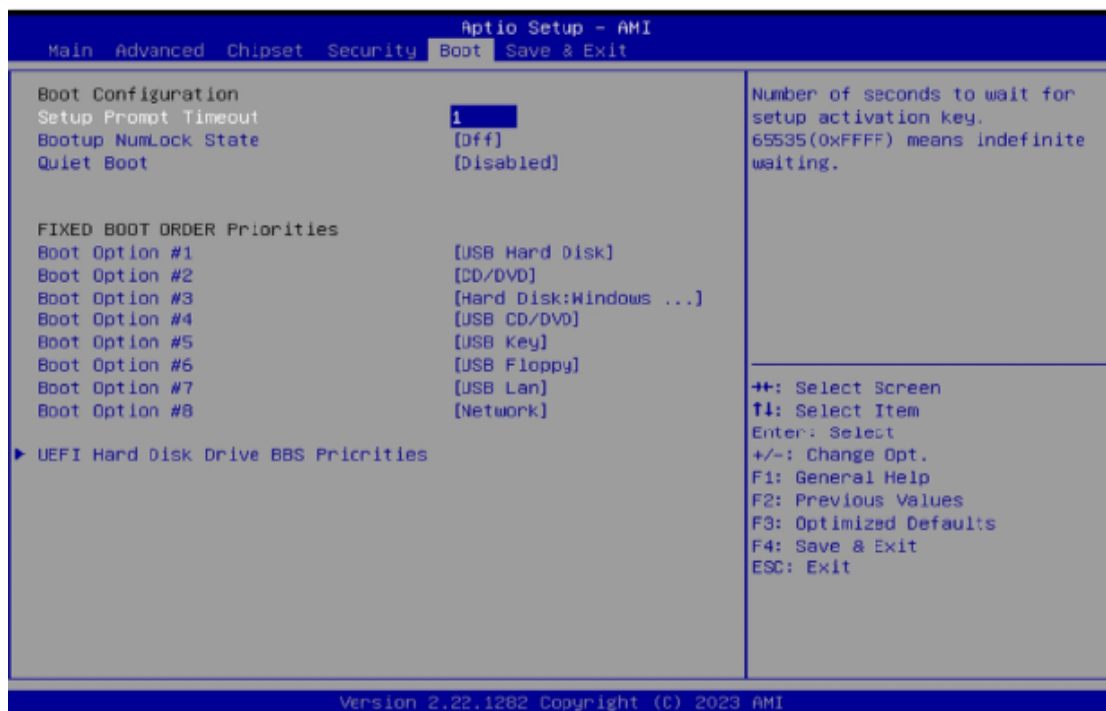 Aptio Setup - AMI
Main Advanced Chipset Security Boot Save & Exit
Boot Configuration
Setup Prompt Timeout 1
Bootup NumLock State [Off]
Quiet Boot [Disabled]
FIXED BOOT ORDER Priorities
Boot Option #1 [USB Hard Disk]
Boot Option #2 [CD/DVD]
Boot Option #3 [Hard Disk:Windows ...]
Boot Option #4 [USB CD/DVD]
Boot Option #5 [USB Key]
Boot Option #6 [USB Floppy]
Boot Option #7 [USB Lan]
Boot Option #8 [Network]
▶ UEFI Hard Disk Drive BBS Priorities
Number of seconds to wait for
setup activation key.
65535(0xFFFF) means indefinite
waiting.
→←: Select Screen
↑↓: Select Item
Enter: Select
+/-: Change Opt.
F1: General Help
F2: Previous Values
F3: Optimized Defaults
F4: Save & Exit
ESC: Exit
Version 2.22.1282 Copyright (C) 2023 AMI